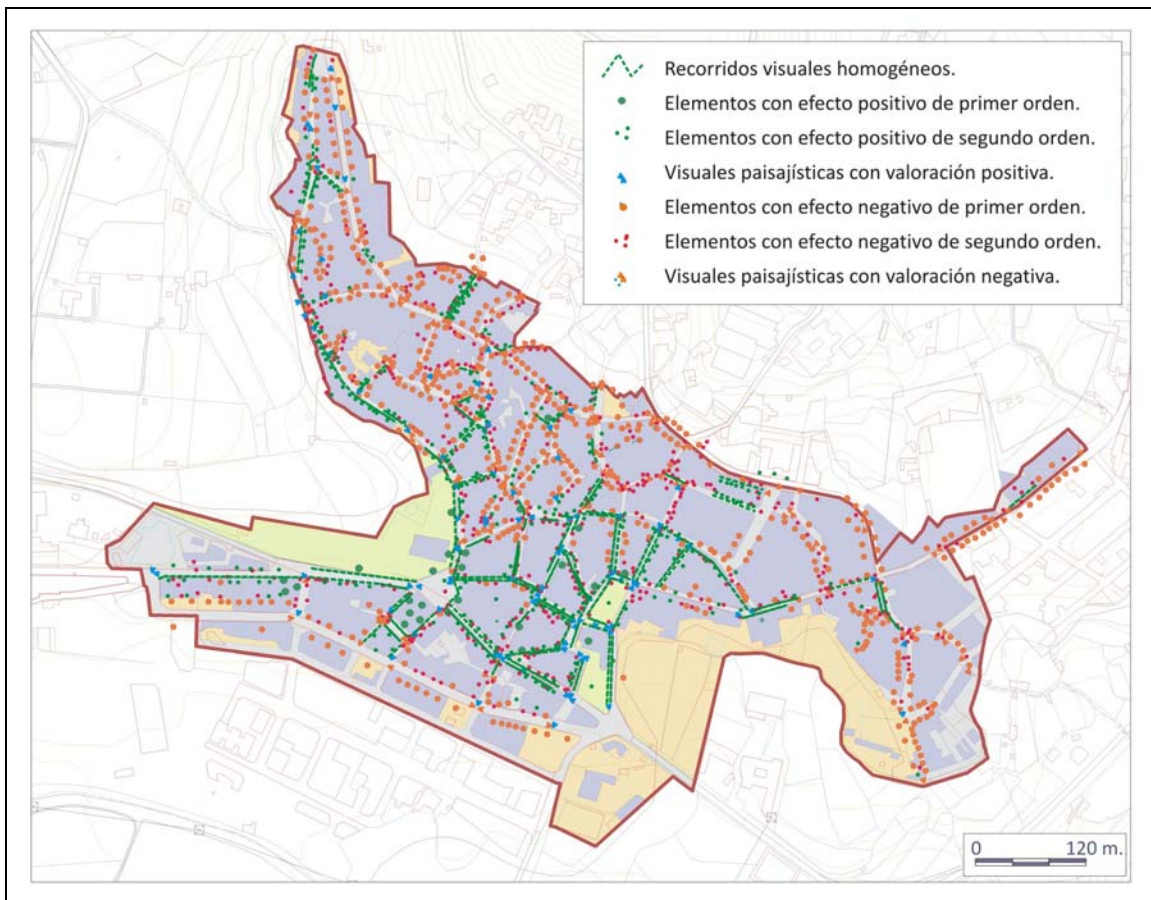 Recorridos visuales homogéneos.
Elementos con efecto positivo de primer orden.
Elementos con efecto positivo de segundo orden.
Visuales paisajísticas con valoración positiva.
Elementos con efecto negativo de primer orden.
Elementos con efecto negativo de segundo orden.
Visuales paisajísticas con valoración negativa.
0 120 m.